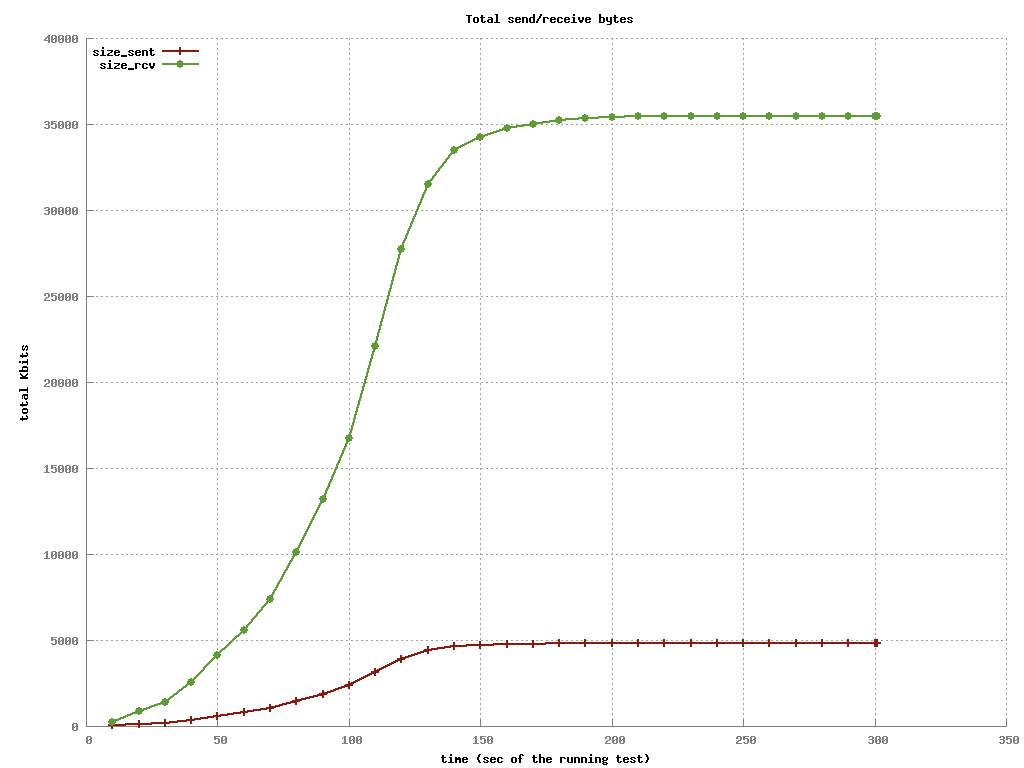 Total send/receive bytes
40000
size_sent
size_rcv
35000
30000
25000
total Kbits
20000
15000
10000
5000
0
0 50 100 150 200 250 300 350
time (sec of the running test)